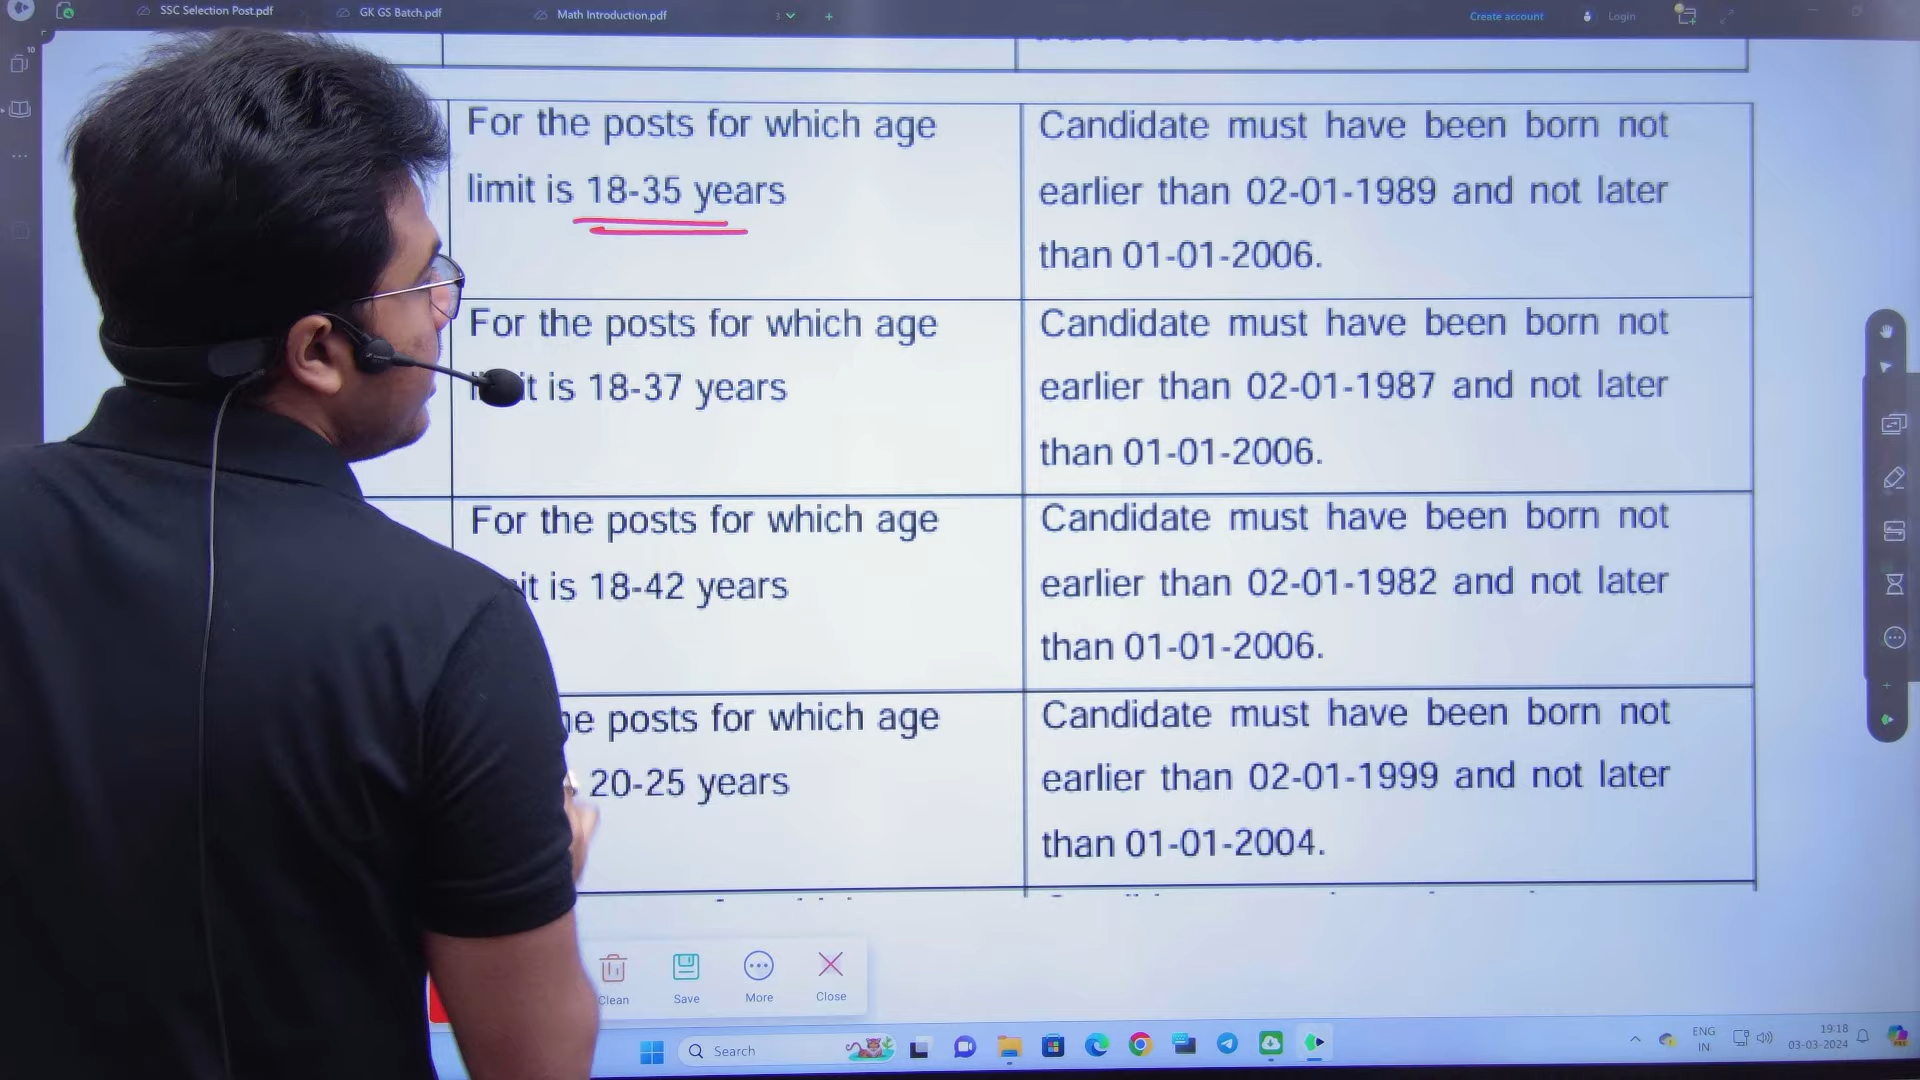 SSC Selection Post.pdf
GK GS Batch.pdf
Math Introduction.pdf
3
Create account
Login
10
For the posts for which age
limit is 18-35 years
Candidate must have been born not
earlier than 02-01-1989 and not later
than 01-01-2006.
For the posts for which age
is 18-37 years
Candidate must have been born not
earlier than 02-01-1987 and not later
than 01-01-2006.
For the posts for which age
is 18-42 years
Candidate must have been born not
earlier than 02-01-1982 and not later
than 01-01-2006.
posts for which age
20-25 years
Candidate must have been born not
earlier than 02-01-1999 and not later
than 01-01-2004.
Clean
Save
More
Close
Search
ENG
IN
19:18
03-03-2024